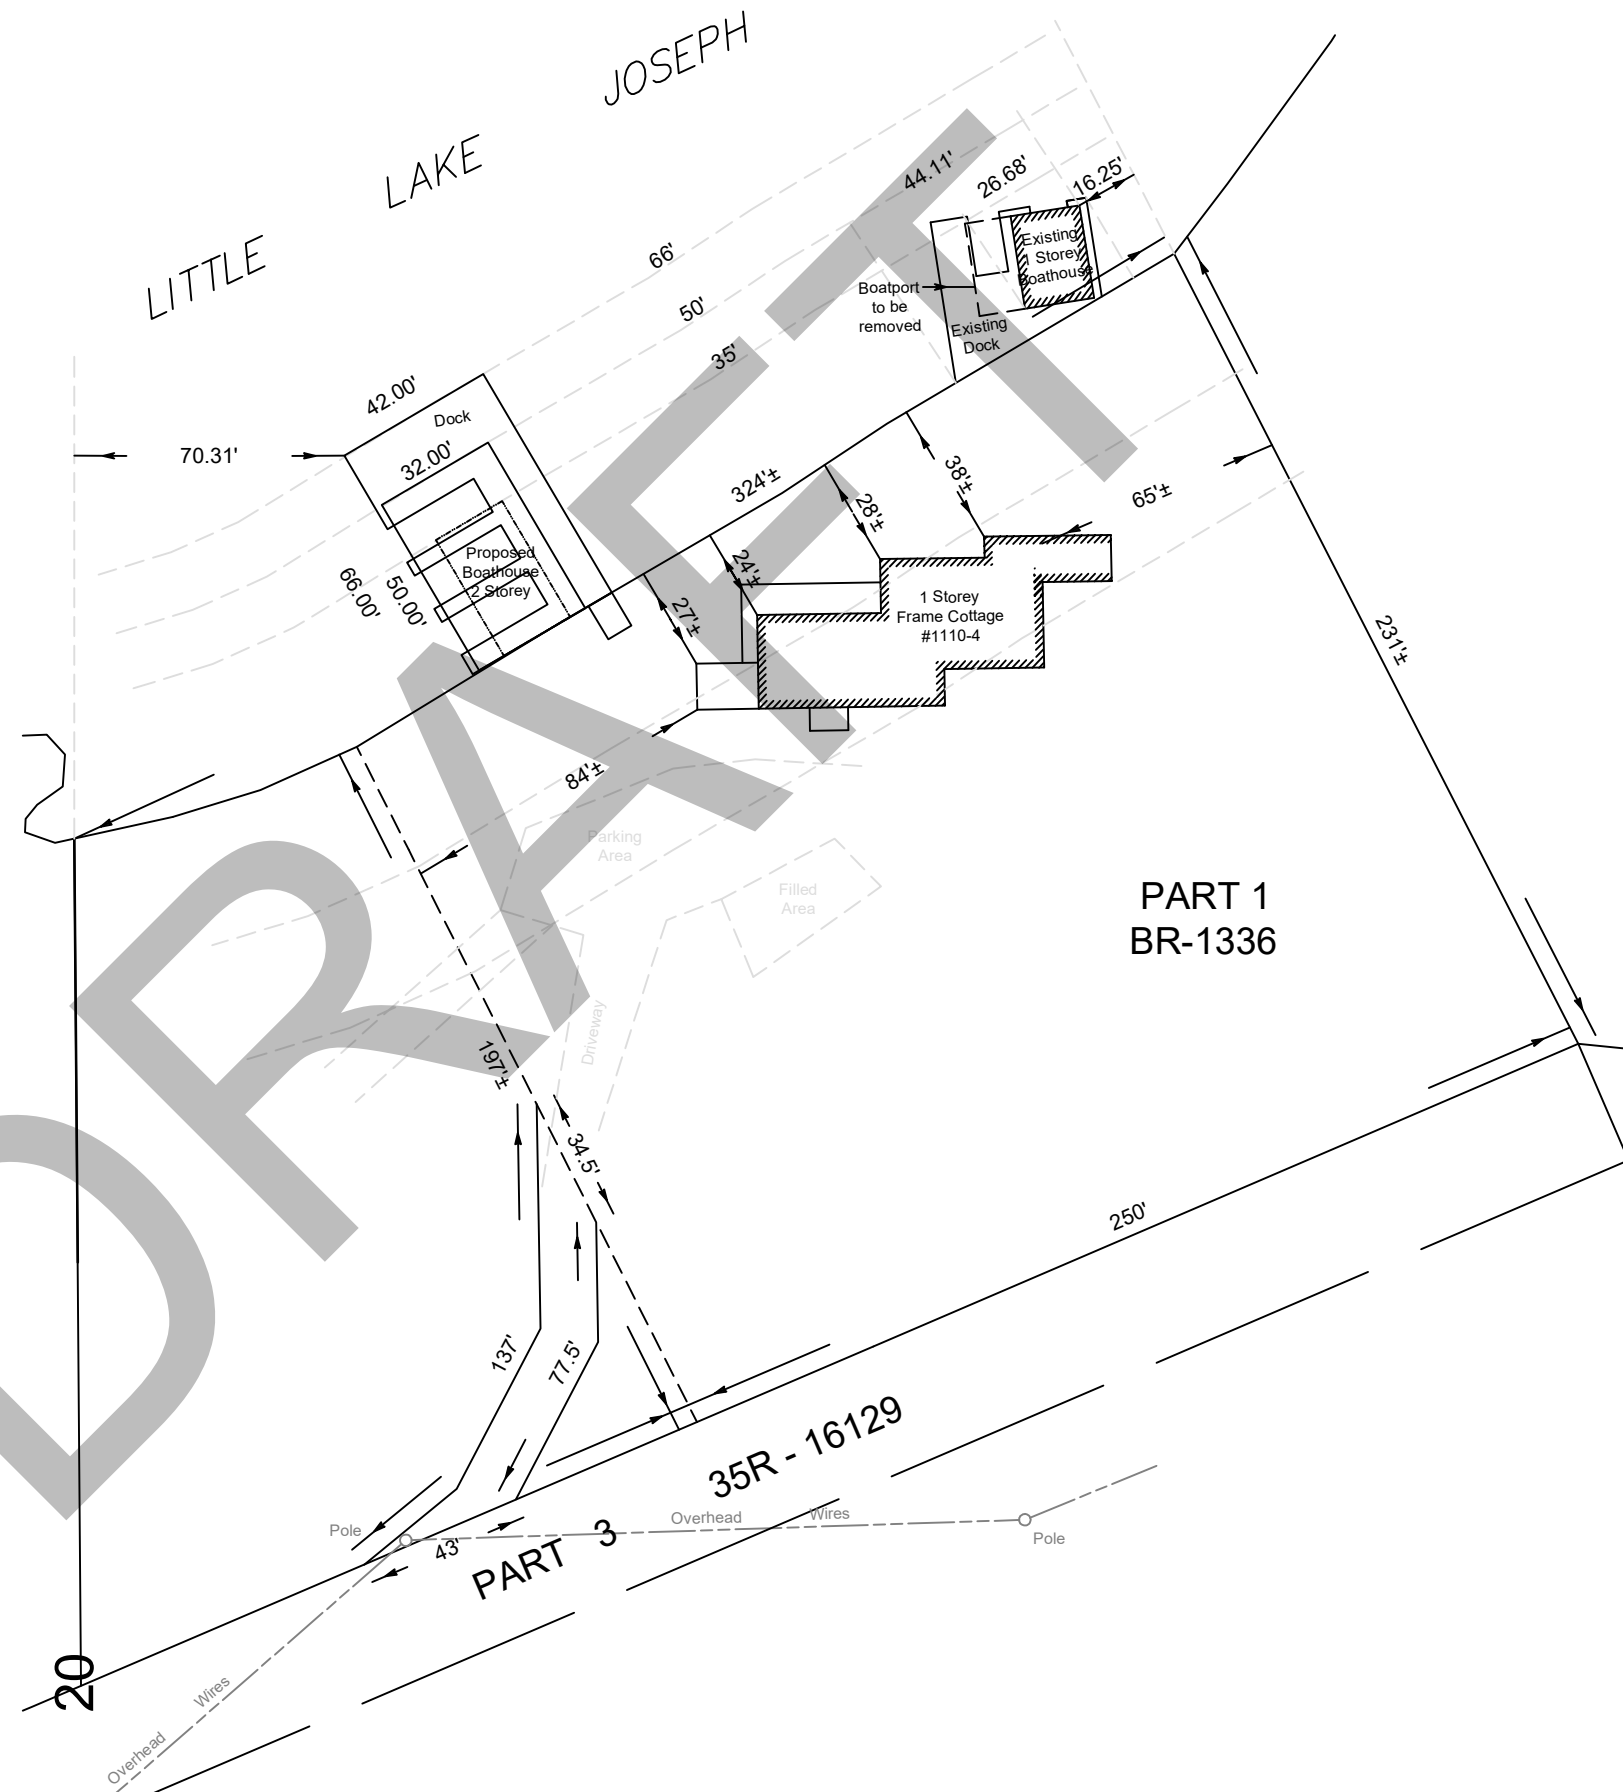 LITTLE LAKE JOSEPH
66'
50'
35'
44.11'
26.68'
16.25'
Existing
1 Storey
Boathouse
Boatport
to be
removed
Existing
Dock
42.00'
Dock
70.31'
32.00'
Proposed
Boathouse
2 Storey
66.00'
50.00'
324'±
38'±
28'±
24'±
27'±
65'±
1 Storey
Frame Cottage
#1110-4
231'±
84'±
Parking
Area
Filled
Area
PART 1
BR-1336
Driveway
197'±
34.5'
250'
137'
77.5'
35R - 16129
PART 3
43'
Pole
Overhead Wires
Pole
20
Overhead Wires
DRAFT